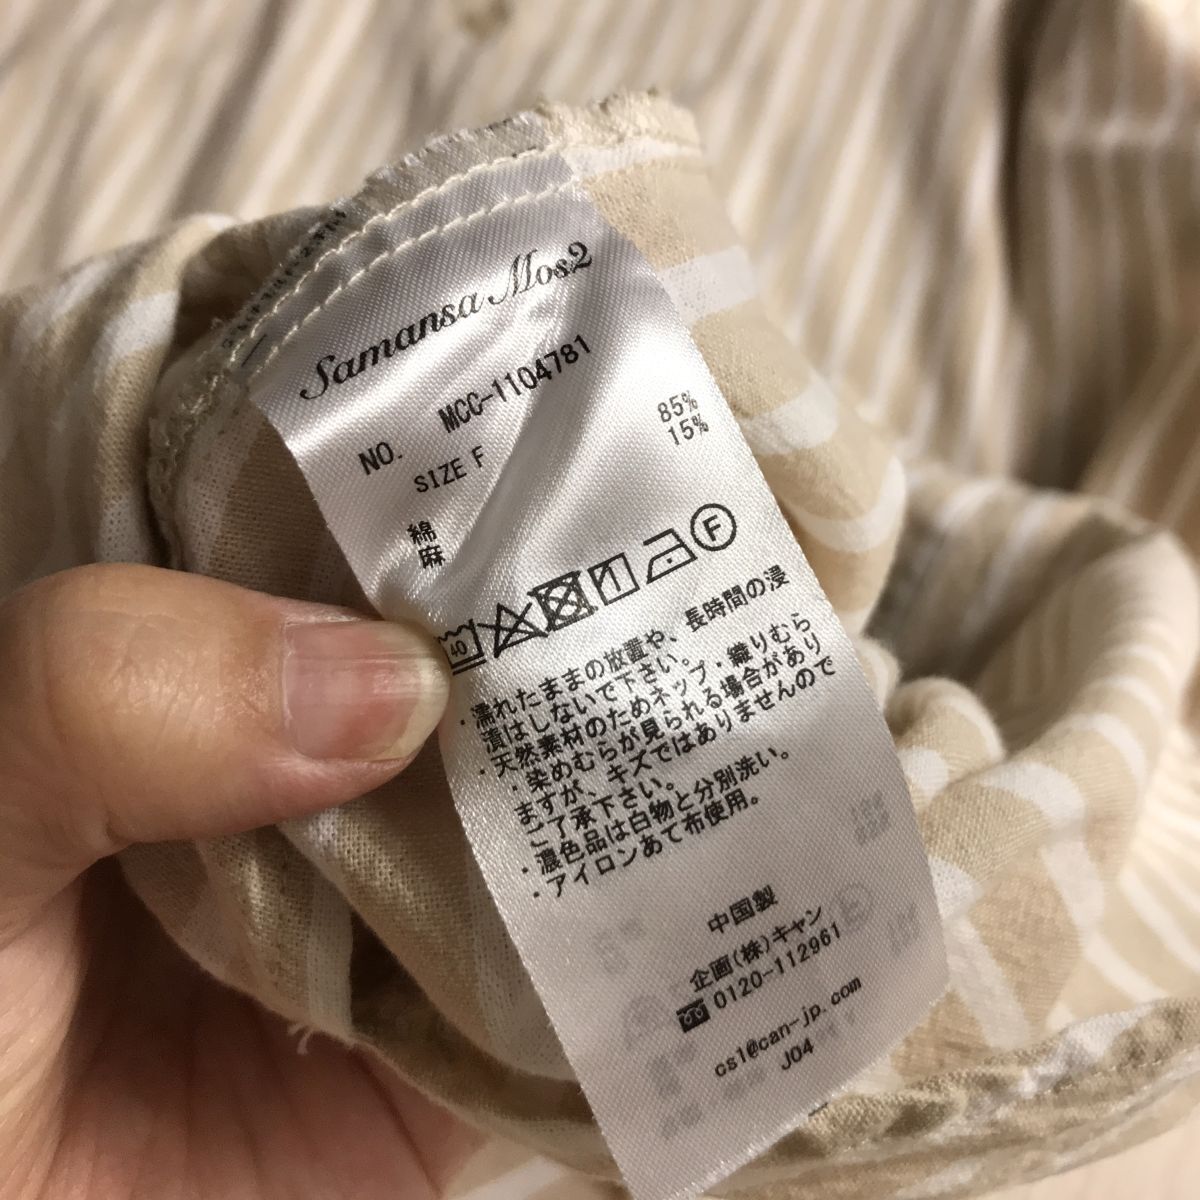 Samansa Mos2
NO. MCC-1104781
SIZE F
綿 85%
麻 15%
40
F
・濡れたままの放置や、長時間の浸
漬はしないで下さい。
・天然素材のためネップ・織りむら
・染めむらが見られる場合があり
ますが、キズではありませんので
ご了承下さい。
・濃色品は白物と分別洗い。
・アイロンあて布使用。
中国製
企画(株)キャン
0120-112961
cs1@can-jp.com
J04